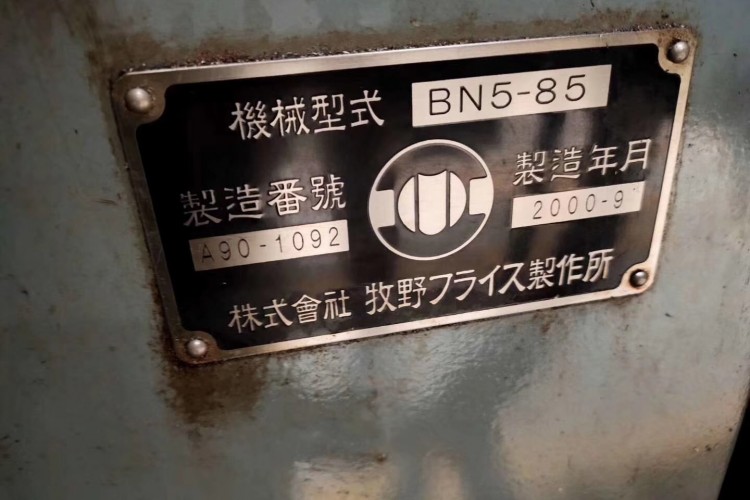 機械型式 BN5-85
製造番號
A90-1092
製造年月
2000-9
株式會社 牧野フライス製作所